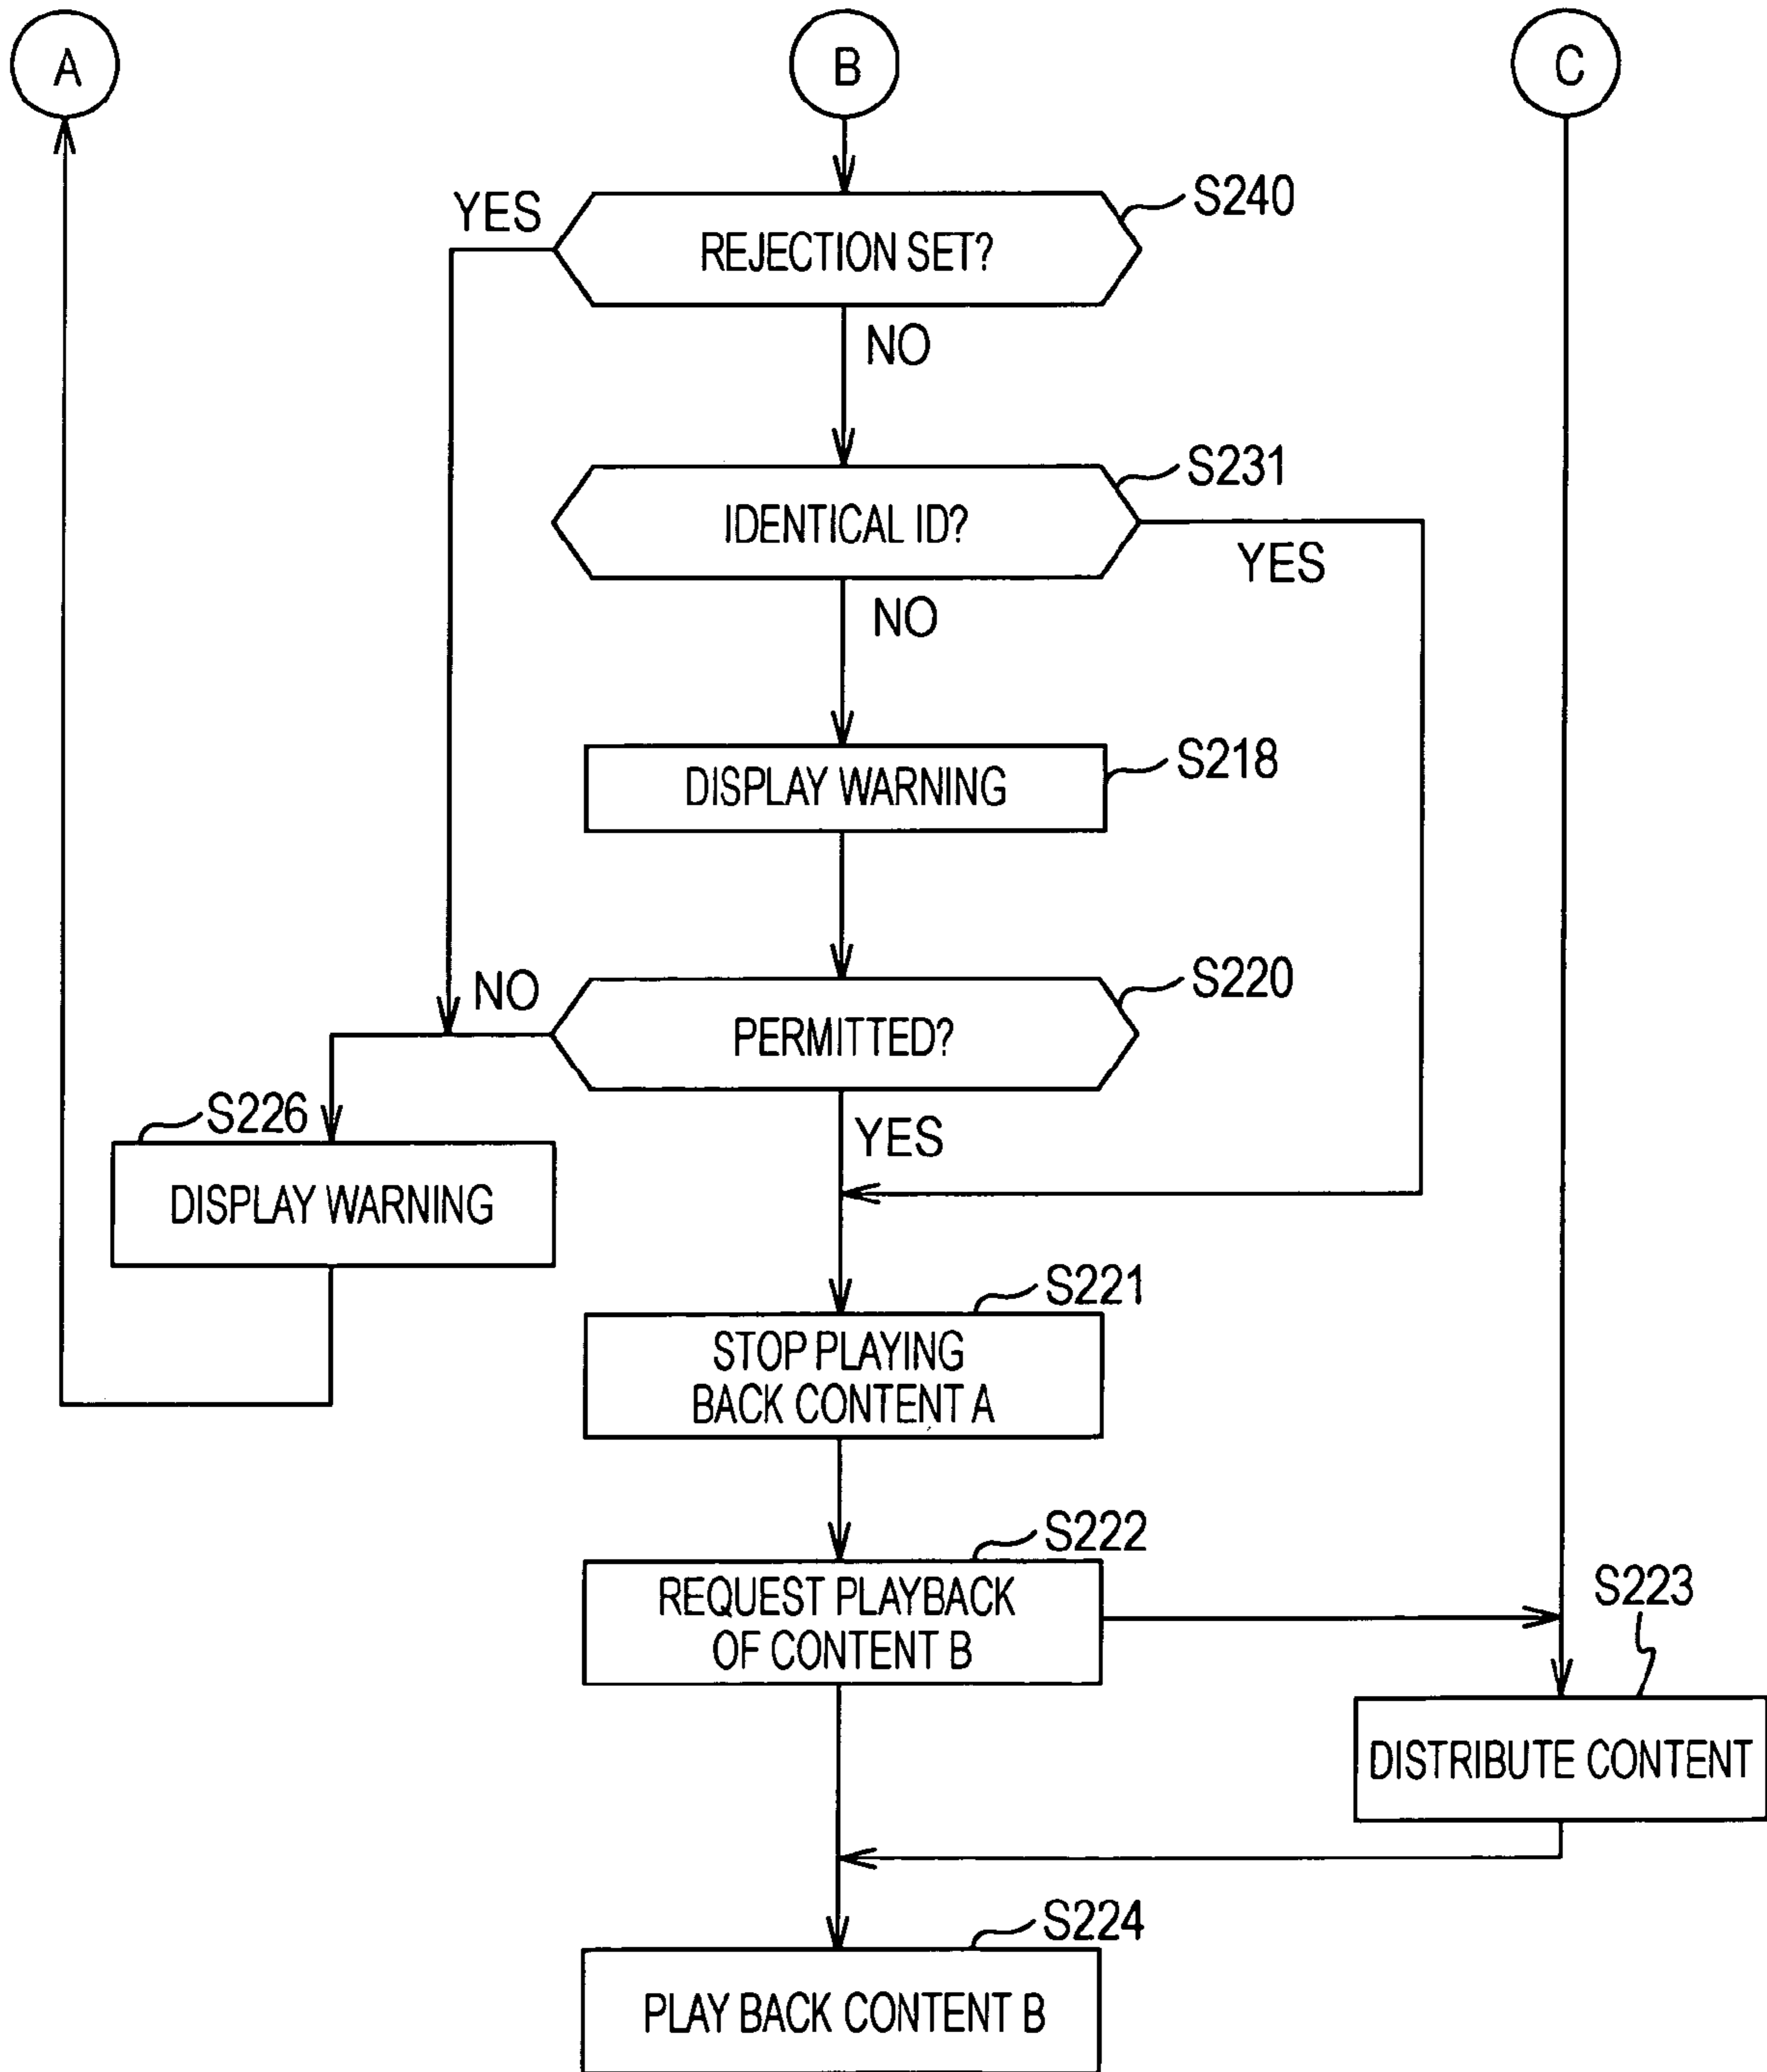 A
B
C
S240
YES
REJECTION SET?
NO
S231
IDENTICAL ID?
YES
NO
S218
DISPLAY WARNING
S220
NO
PERMITTED?
S226
YES
DISPLAY WARNING
S221
STOP PLAYING
BACK CONTENT A
S222
REQUEST PLAYBACK
OF CONTENT B
S223
DISTRIBUTE CONTENT
S224
PLAY BACK CONTENT B